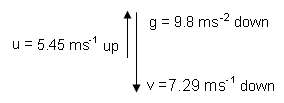 g = 9.8 ms⁻² down
u = 5.45 ms⁻¹ up
v =7.29 ms⁻¹ down